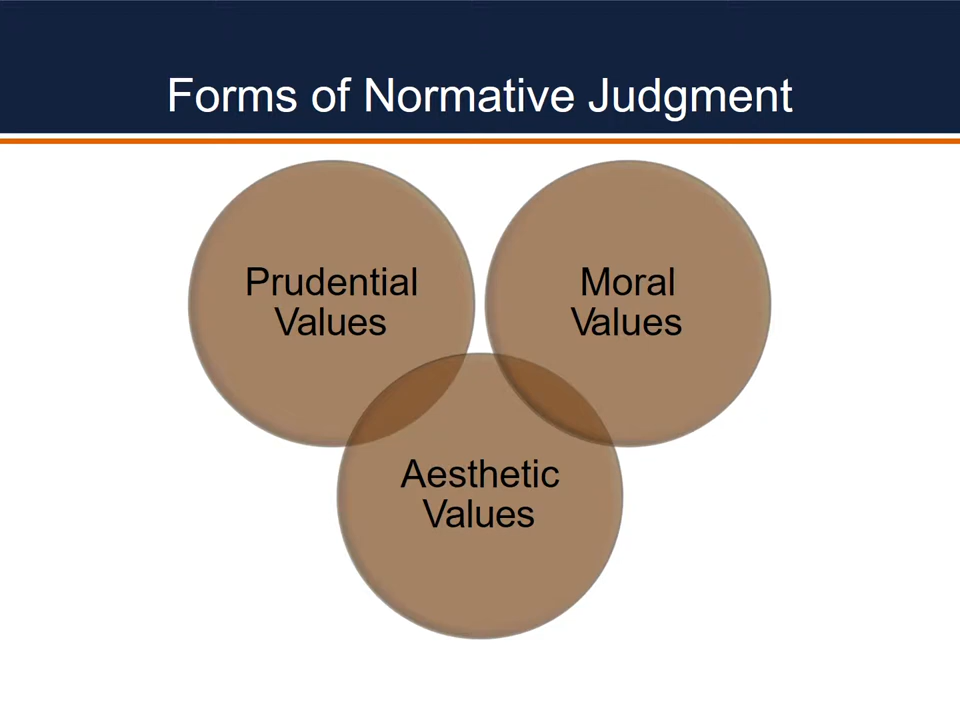 Forms of Normative Judgment
Prudential
Values
Moral
Values
Aesthetic
Values